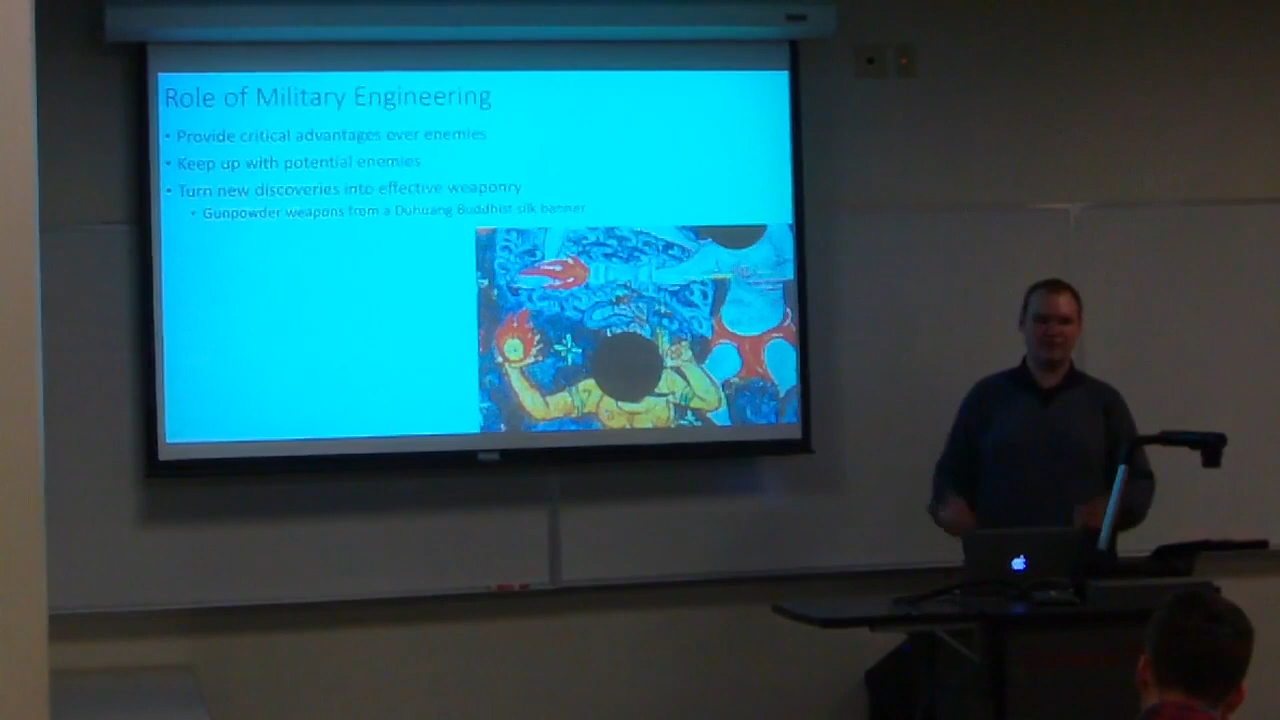 Role of Military Engineering
• Provide critical advantages over enemies
• Keep up with potential enemies
• Turn new discoveries into effective weaponry
• Gunpowder weapons from a Duhuang Buddhist silk banner